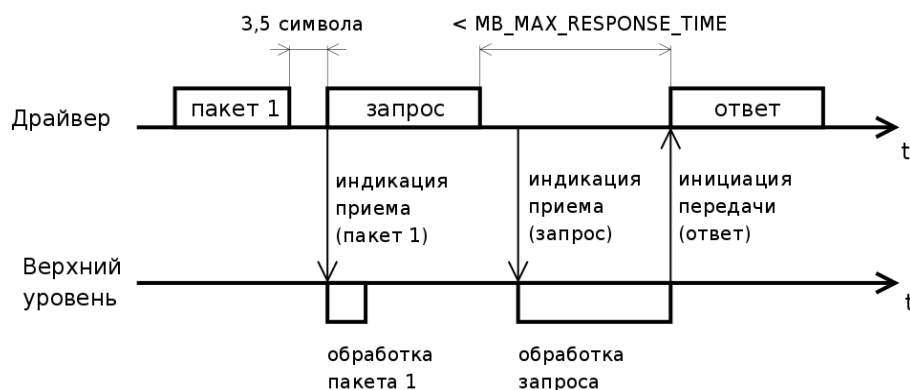 3,5 символа
< MB_MAX_RESPONSE_TIME
Драйвер
пакет 1
запрос
ответ
t
индикация
приема
(пакет 1)
индикация
приема
(запрос)
инициация
передачи
(ответ)
Верхний
уровень
t
обработка
пакета 1
обработка
запроса